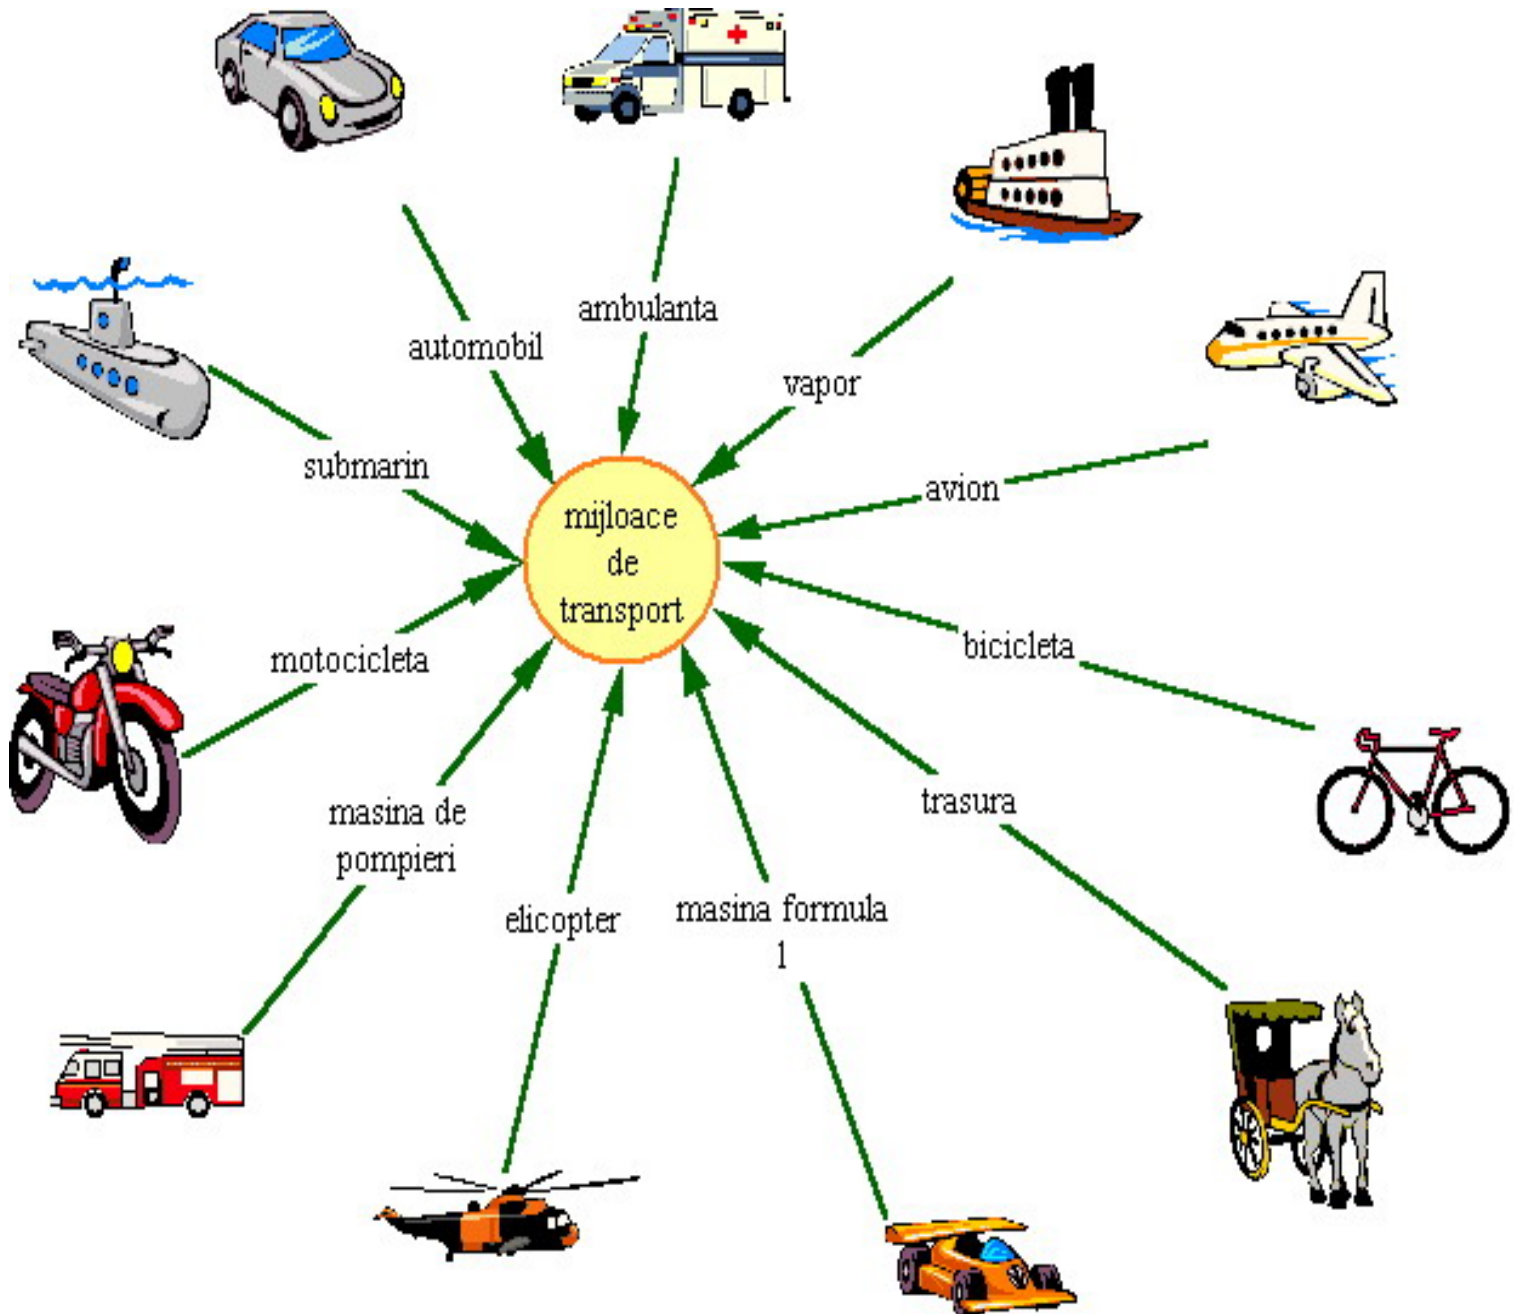 ambulanta
automobil
vapor
submarin
avion
mijloace
de
transport
motocicleta
bicicleta
masina de
pompieri
trasura
elicopter
masina formula
1